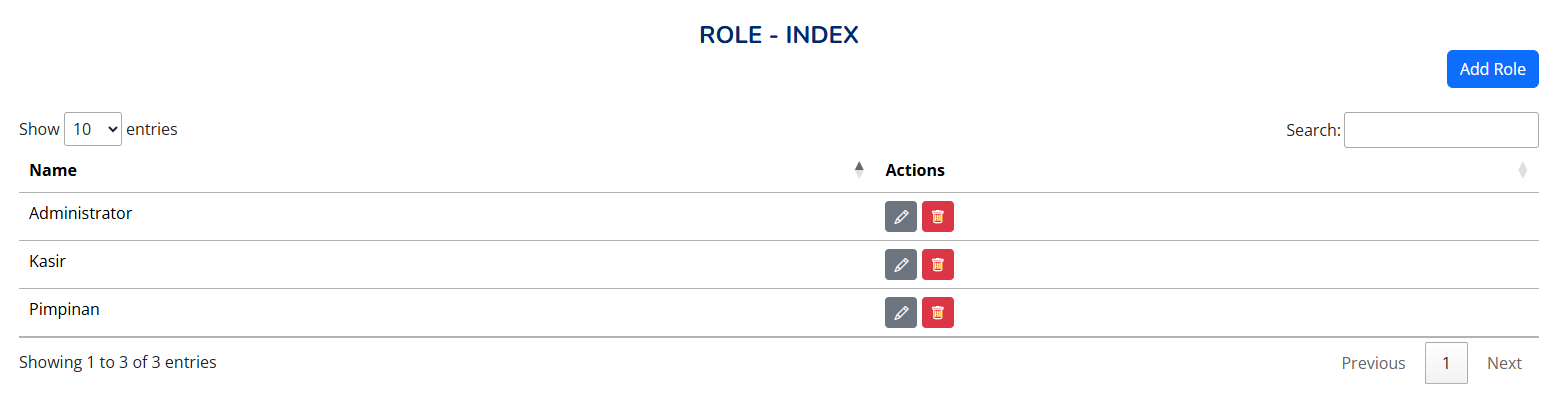 ROLE - INDEX
Add Role
Show 10 entries Search:
Name Actions
Administrator
Kasir
Pimpinan
Showing 1 to 3 of 3 entries Previous 1 Next